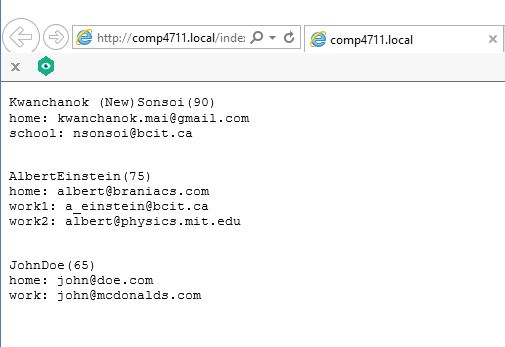 http://comp4711.local/inde
comp4711.local
Kwanchanok (New)Sonsoi(90)
home: kwanchanok.mai@gmail.com
school: nsonsoi@bcit.ca
AlbertEinstein(75)
home: albert@braniacs.com
work1: a_einstein@bcit.ca
work2: albert@physics.mit.edu
JohnDoe(65)
home: john@doe.com
work: john@mcdonalds.com